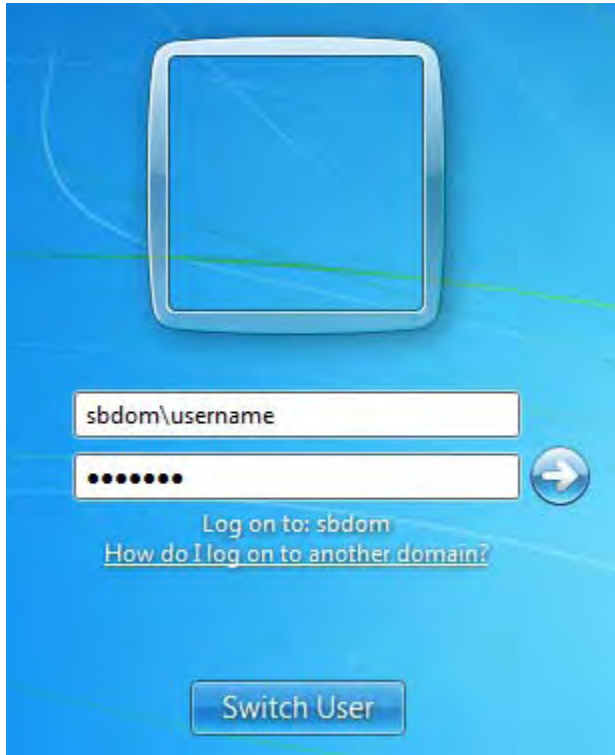 sbdom\username
•••••••
Log on to: sbdom
How do I log on to another domain?
Switch User